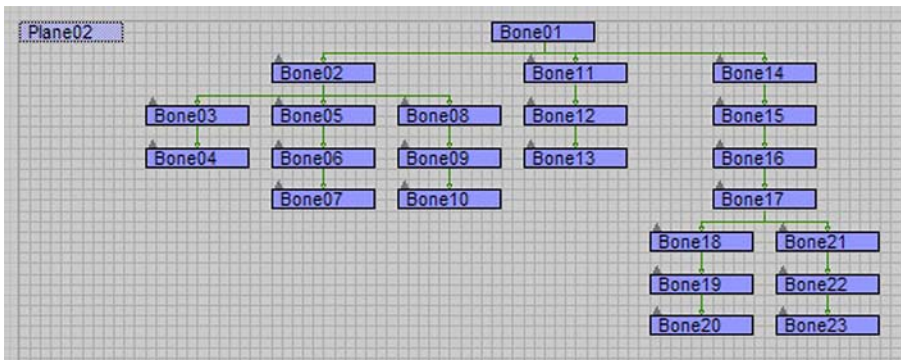 Plane02 Bone01
Bone02 Bone11 Bone14
Bone03 Bone05 Bone08 Bone12 Bone15
Bone04 Bone06 Bone09 Bone13 Bone16
Bone07 Bone10 Bone17
Bone18 Bone21
Bone19 Bone22
Bone20 Bone23